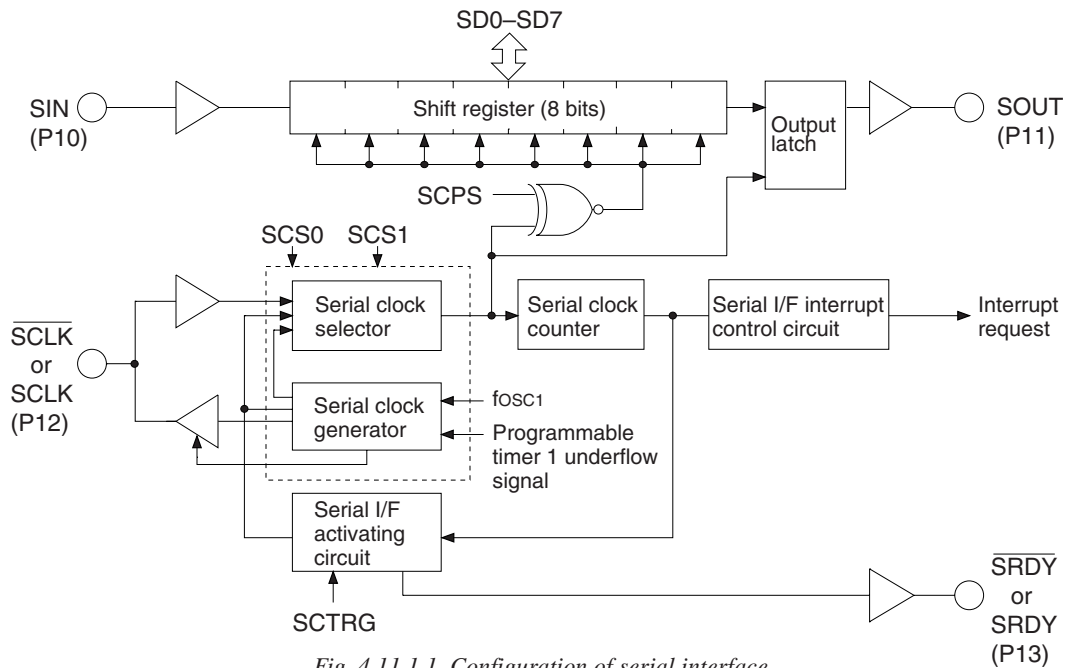 SD0–SD7
SIN
(P10)
Shift register (8 bits)
Output
latch
SOUT
(P11)
SCPS
SCS0
SCS1
Serial clock
selector
Serial clock
counter
Serial I/F interrupt
control circuit
Interrupt
request
SCLK
or
SCLK
(P12)
Serial clock
generator
fOSC1
Programmable
timer 1 underflow
signal
Serial I/F
activating
circuit
SCTRG
SRDY
or
SRDY
(P13)
Fig. 4.11.1.1 Configuration of serial interface